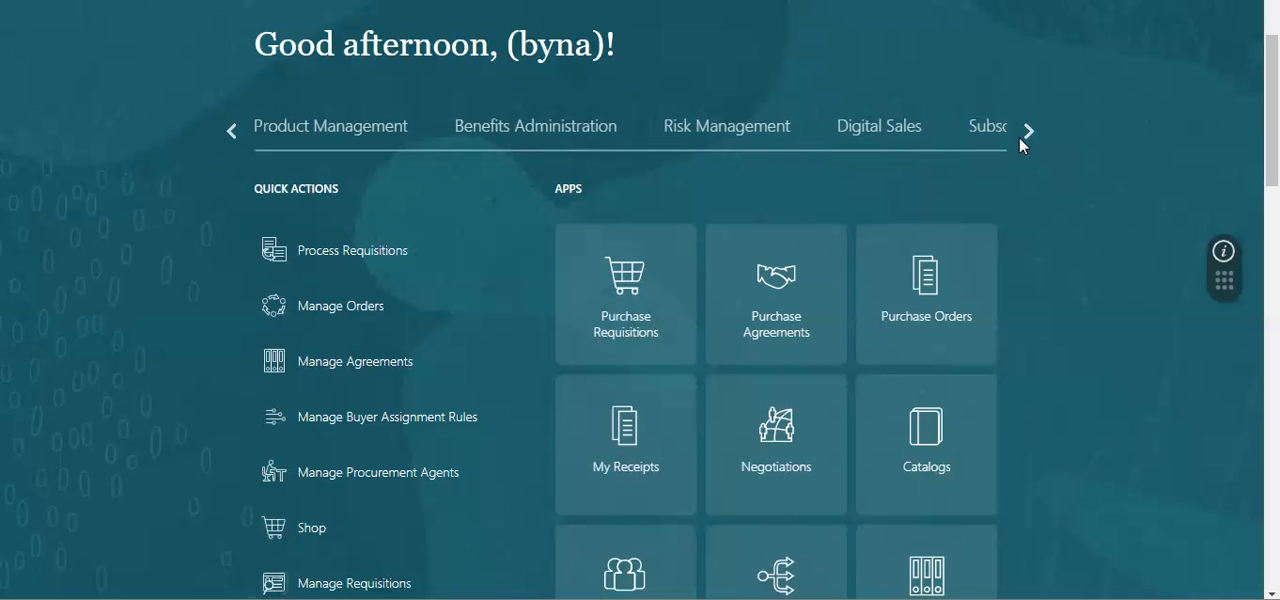 Good afternoon, (byna)!
Product Management Benefits Administration Risk Management Digital Sales Subsc
QUICK ACTIONS
Process Requisitions
Manage Orders
Manage Agreements
Manage Buyer Assignment Rules
Manage Procurement Agents
Shop
Manage Requisitions
APPS
Purchase
Requisitions
Purchase
Agreements
Purchase Orders
My Receipts
Negotiations
Catalogs